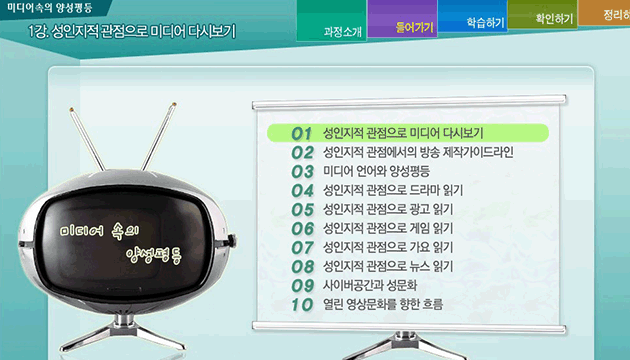 미디어속의 양성평등
1강. 성인지적 관점으로 미디어 다시보기
과정소개
들어가기
학습하기
확인하기
정리하
미디어 속의
양성평등
01 성인지적 관점으로 미디어 다시보기
02 성인지적 관점에서의 방송 제작가이드라인
03 미디어 언어와 양성평등
04 성인지적 관점으로 드라마 읽기
05 성인지적 관점으로 광고 읽기
06 성인지적 관점으로 게임 읽기
07 성인지적 관점으로 가요 읽기
08 성인지적 관점으로 뉴스 읽기
09 사이버공간과 성문화
10 열린 영상문화를 향한 흐름